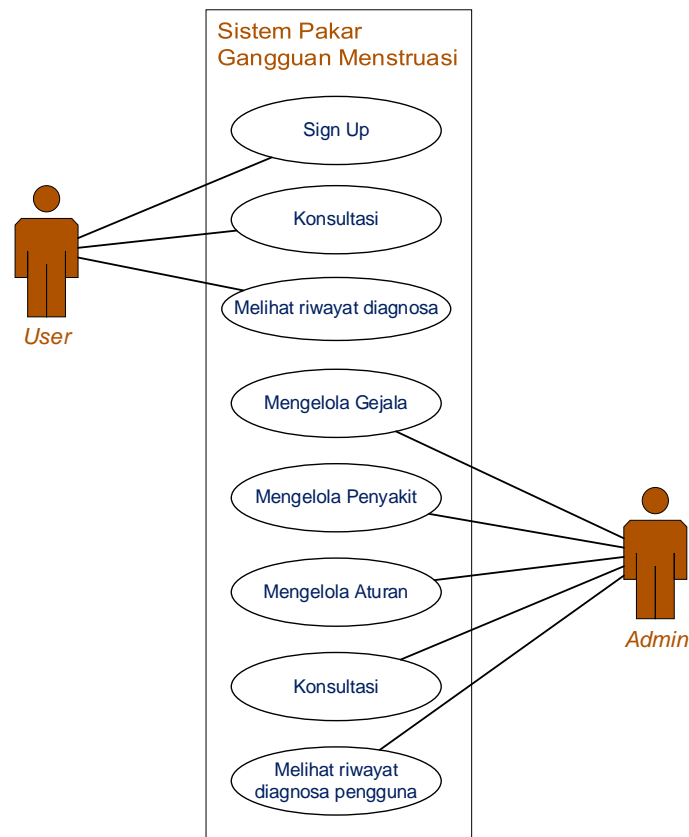 Sistem Pakar
Gangguan Menstruasi
Sign Up
Konsultasi
Melihat riwayat diagnosa
User
Mengelola Gejala
Mengelola Penyakit
Mengelola Aturan
Admin
Konsultasi
Melihat riwayat
diagnosa pengguna